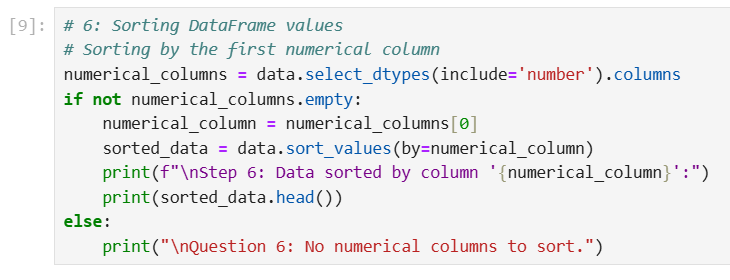 [9]: # 6: Sorting DataFrame values
# Sorting by the first numerical column
numerical_columns = data.select_dtypes(include='number').columns
if not numerical_columns.empty:
    numerical_column = numerical_columns[0]
    sorted_data = data.sort_values(by=numerical_column)
    print(f"\nStep 6: Data sorted by column '{numerical_column}':")
    print(sorted_data.head())
else:
    print("\nQuestion 6: No numerical columns to sort.")